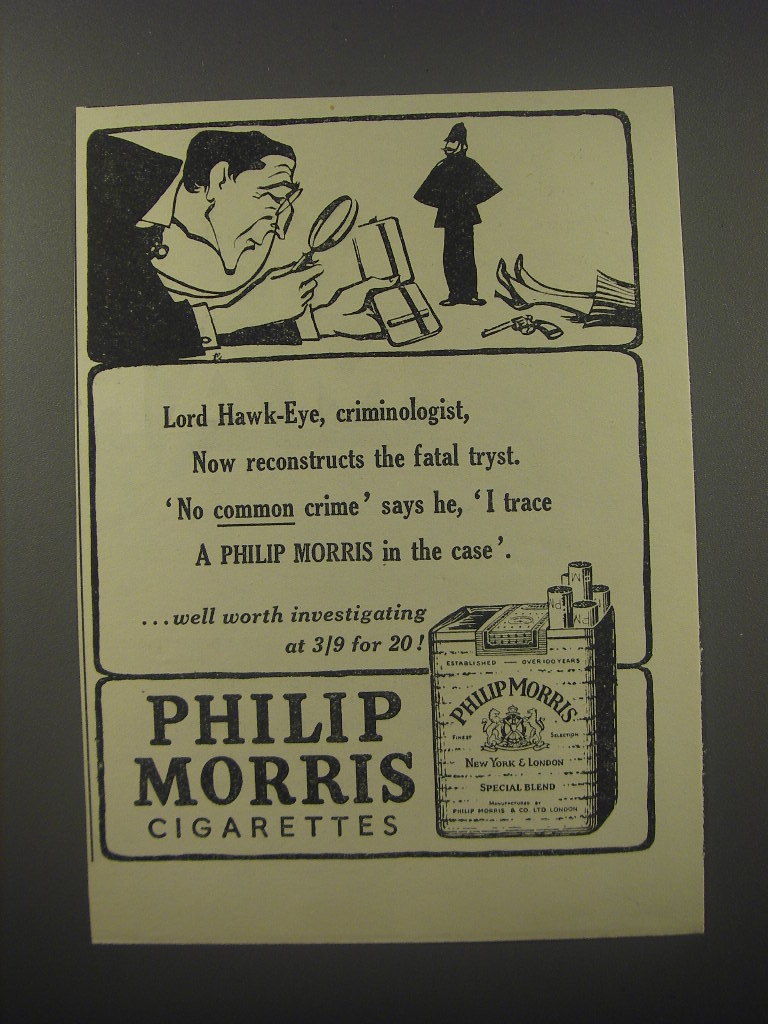 Lord Hawk-Eye, criminologist,
Now reconstructs the fatal tryst.
‘No common crime’ says he, ‘I trace
A PHILIP MORRIS in the case’.
...well worth investigating
at 3/9 for 20!
PHILIP
MORRIS
CIGARETTES
ESTABLISHED — OVER 100 YEARS
PHILIP MORRIS
FINEST SELECTION
NEW YORK & LONDON
SPECIAL BLEND
MANUFACTURED BY
PHILIP MORRIS & CO. LTD. LONDON